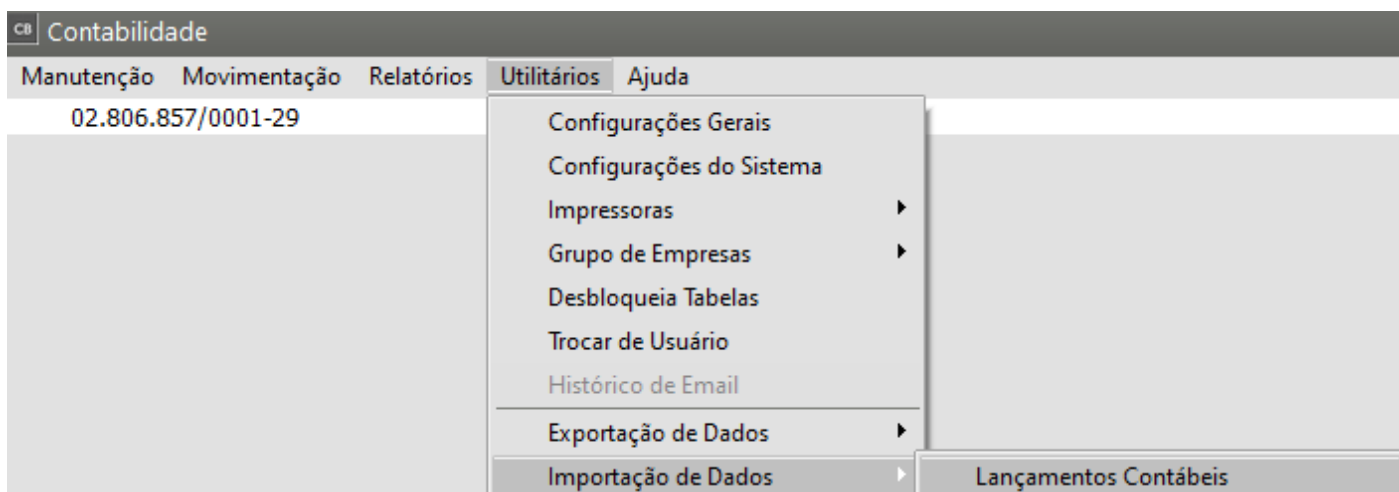 CB Contabilidade
Manutenção Movimentação Relatórios Utilitários Ajuda
02.806.857/0001-29
Configurações Gerais
Configurações do Sistema
Impressoras
Grupo de Empresas
Desbloqueia Tabelas
Trocar de Usuário
Histórico de Email
Exportação de Dados
Importação de Dados Lançamentos Contábeis